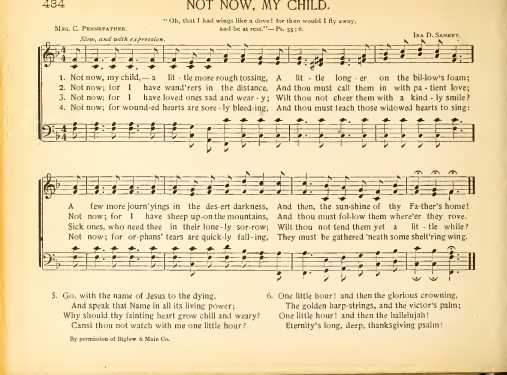 434
NOT NOW, MY CHILD.
"Oh, that I had wings like a dove! for then would I fly away,
MRS. C. PENNEFATHER. and be at rest."—Ps. 55:6.
Slow, and with expression. IRA D. SANKEY.
1. Not now, my child,—a lit-tle more rough tossing, A lit-tle long-er on the bil-low's foam;
2. Not now; for I have wand'rers in the distance, And thou must call them in with pa-tient love;
3. Not now; for I have loved ones sad and wear-y; Wilt thou not cheer them with a kind-ly smile?
4. Not now; for wound-ed hearts are sore-ly bleed-ing, And thou must teach those widowed hearts to sing:
A few more journ'yings in the des-ert darkness, And then, the sun-shine of thy Fa-ther's home!
Not now; for I have sheep up-on the mountains, And thou must fol-low them where'er they rove.
Sick ones, who need thee in their lone-ly sor-row; Wilt thou not tend them yet a lit-tle while?
Not now; for or-phans' tears are quick-ly fall-ing, They must be gathered 'neath some shelt'ring wing.
5. Go, with the name of Jesus to the dying,
And speak that Name in all its living power;
Why should thy fainting heart grow chill and weary?
Canst thou not watch with me one little hour?
6. One little hour! and then the glorious crowning,
The golden harp-strings, and the victor's palm;
One little hour! and then the hallelujah!
Eternity's long, deep, thanksgiving psalm!
By permission of Biglow & Main Co.